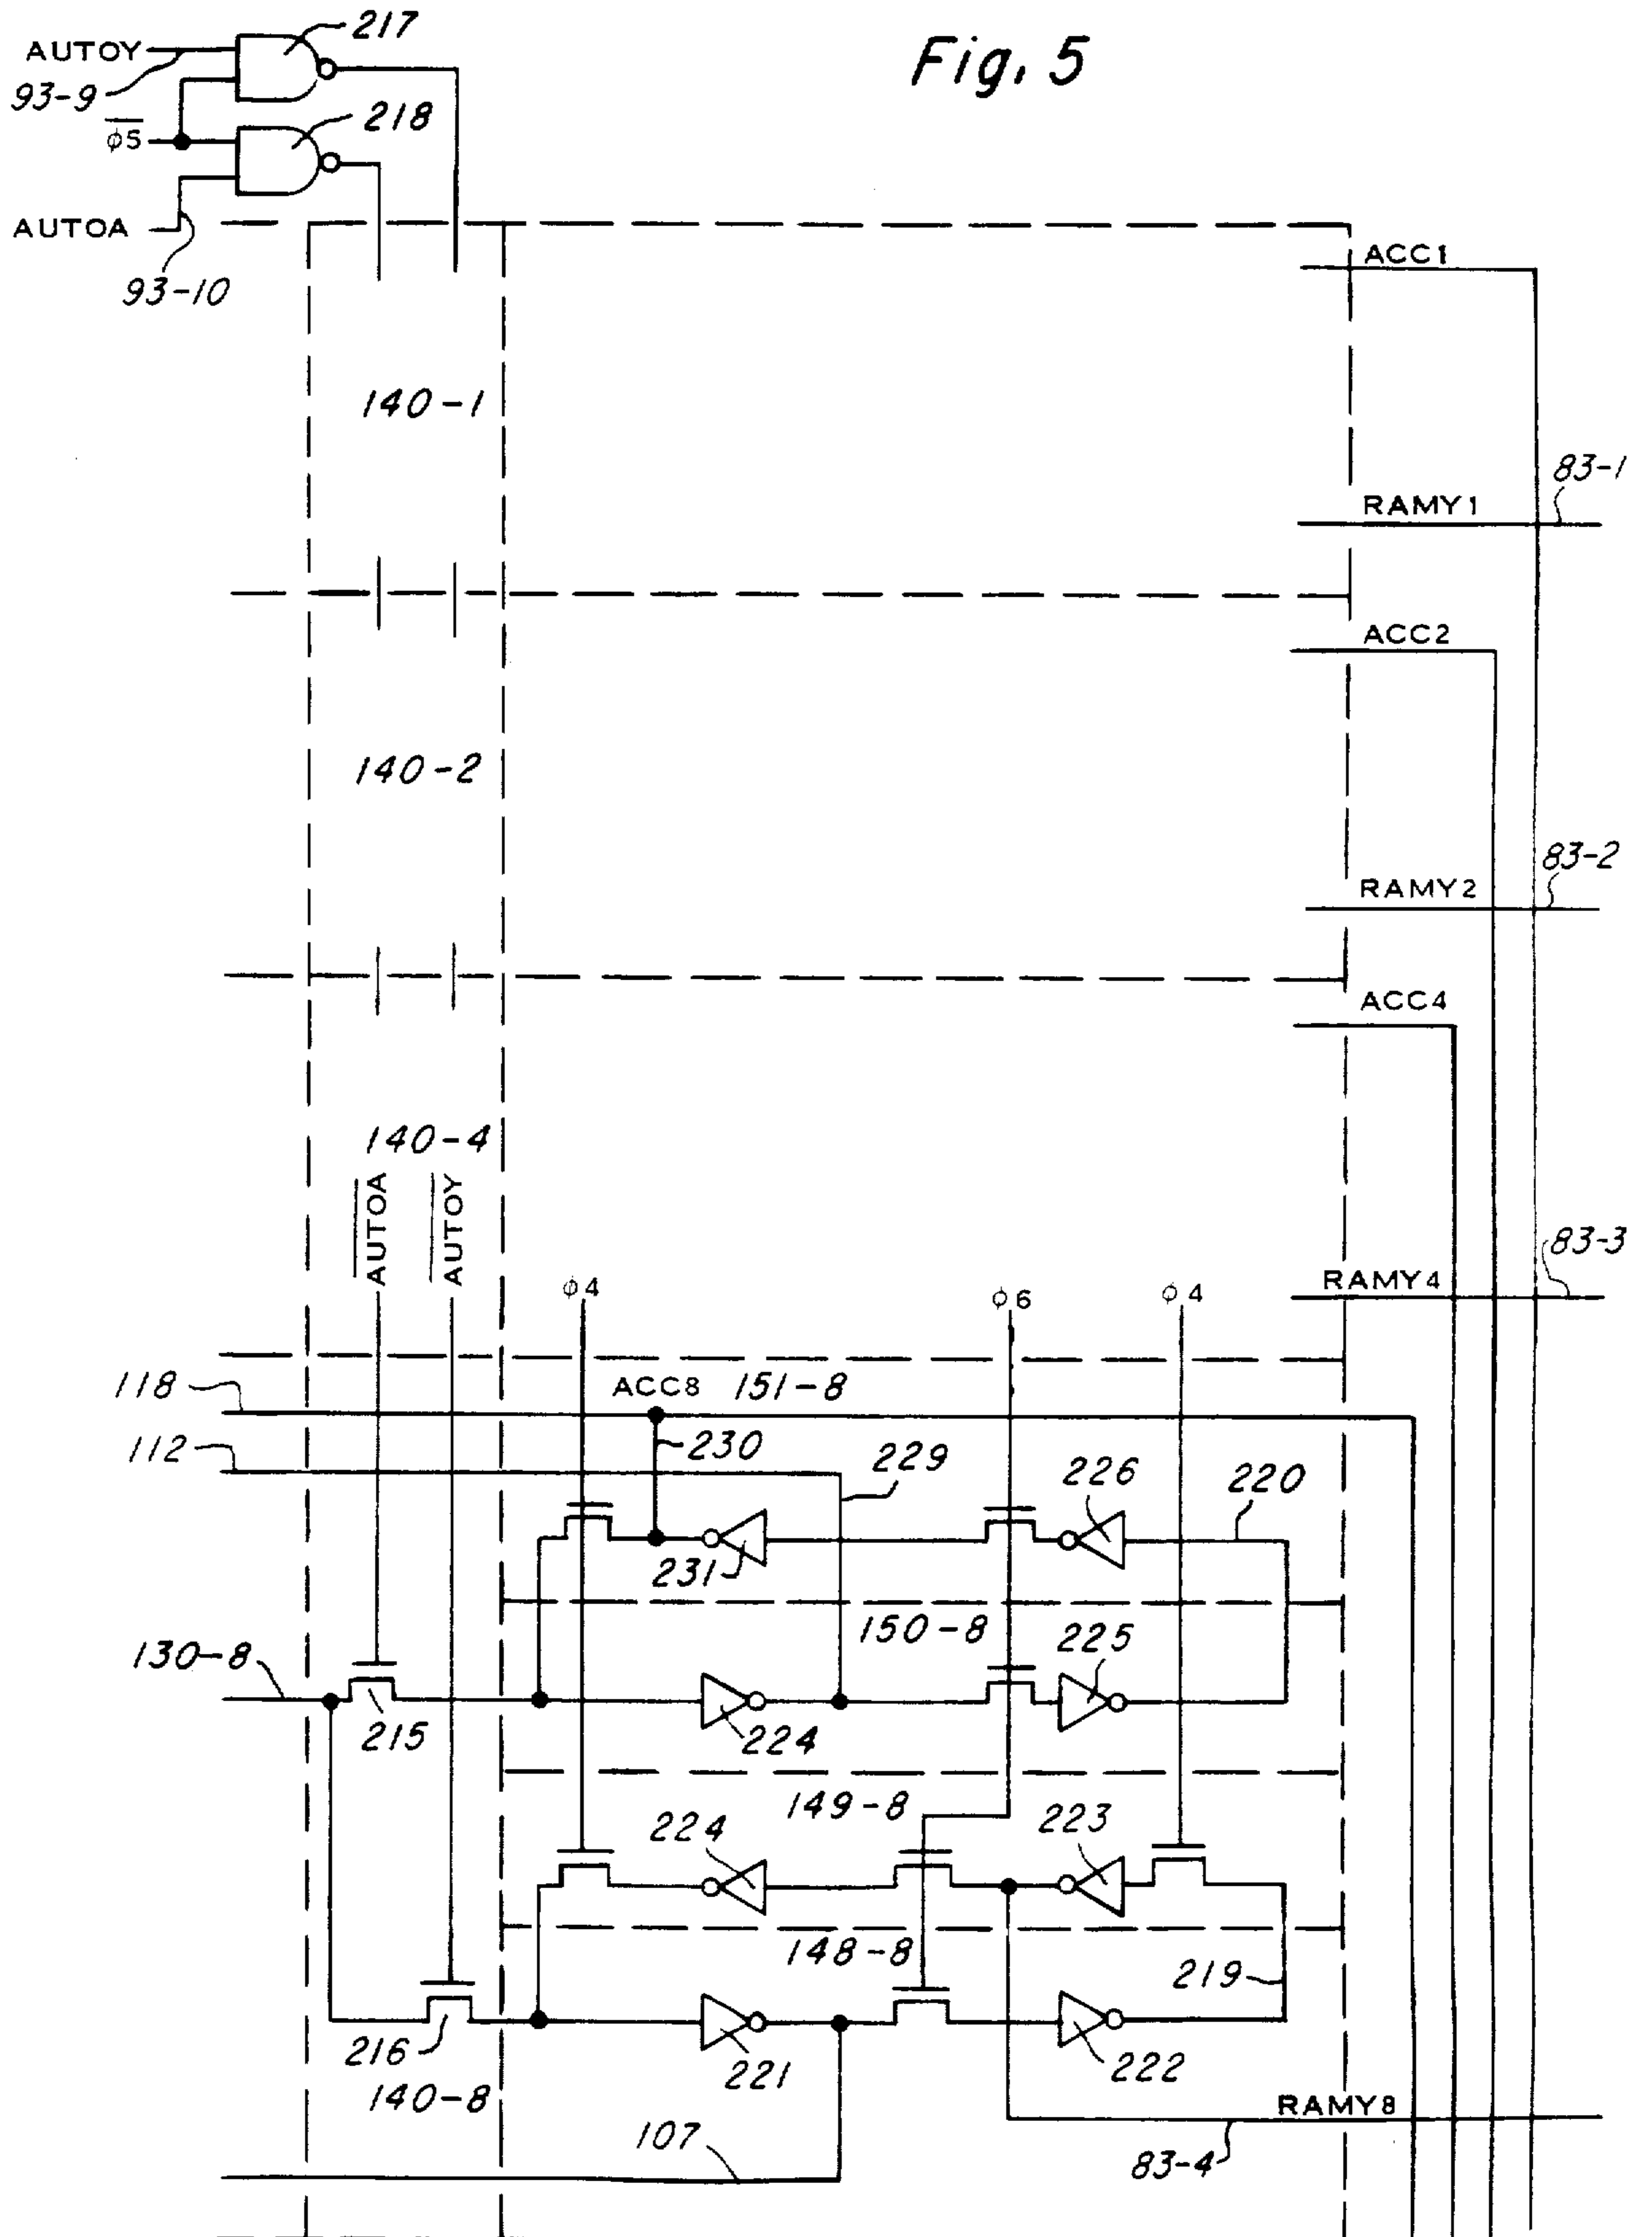 Fig. 5
217
AUTOY
93-9
218
φ5
AUTOA
93-10
ACC1
140-1
83-1
RAMY1
ACC2
140-2
83-2
RAMY2
ACC4
140-4
AUTOA
AUTOY
83-3
RAMY4
φ4
φ6
φ4
118
ACC8
151-8
112
230
229
226
220
231
150-8
130-8
225
215
224
149-8
224
223
148-8
219
216
221
222
140-8
RAMY8
107
83-4